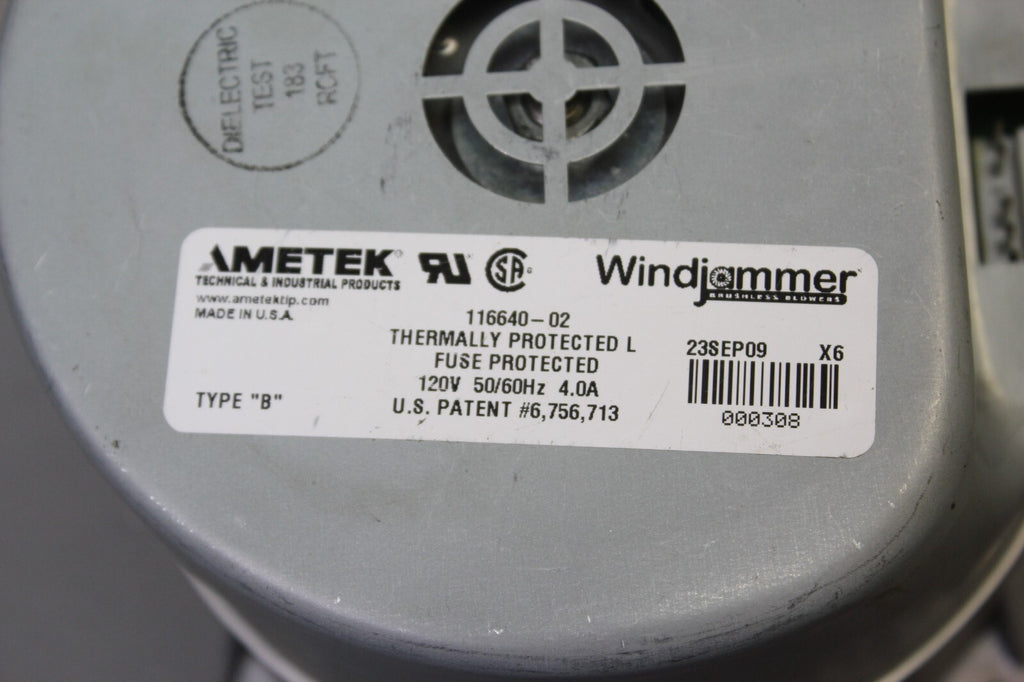 DIELECTRIC
TEST
183
RCFT
AMETEK®
TECHNICAL & INDUSTRIAL PRODUCTS
www.ametektip.com
MADE IN U.S.A.
SA
Windjammer
BRUSHLESS BLOWERS
116640-02
THERMALLY PROTECTED L
FUSE PROTECTED
120V 50/60Hz 4.0A
U.S. PATENT #6,756,713
TYPE "B"
23SEP09 X6
000308